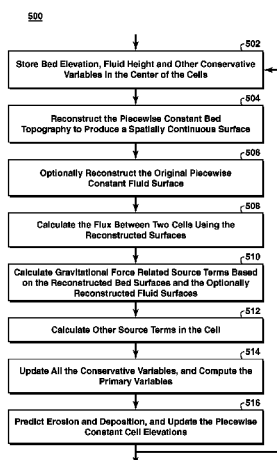 500
502
Store Bed Elevation, Fluid Height and Other Conservative
Variables in the Center of the Cells
504
Reconstruct the Piecewise Constant Bed
Topography to Produce a Spatially Continuous Surface
506
Optionally Reconstruct the Original Piecewise
Constant Fluid Surface
508
Calculate the Flux Between Two Cells Using the
Reconstructed Surfaces
510
Calculate Gravitational Force Related Source Terms Based
on the Reconstructed Bed Surfaces and the Optionally
Reconstructed Fluid Surfaces
512
Calculate Other Source Terms in the Cell
514
Update All the Conservative Variables, and Compute the
Primary Variables
516
Predict Erosion and Deposition, and Update the Piecewise
Constant Cell Elevations